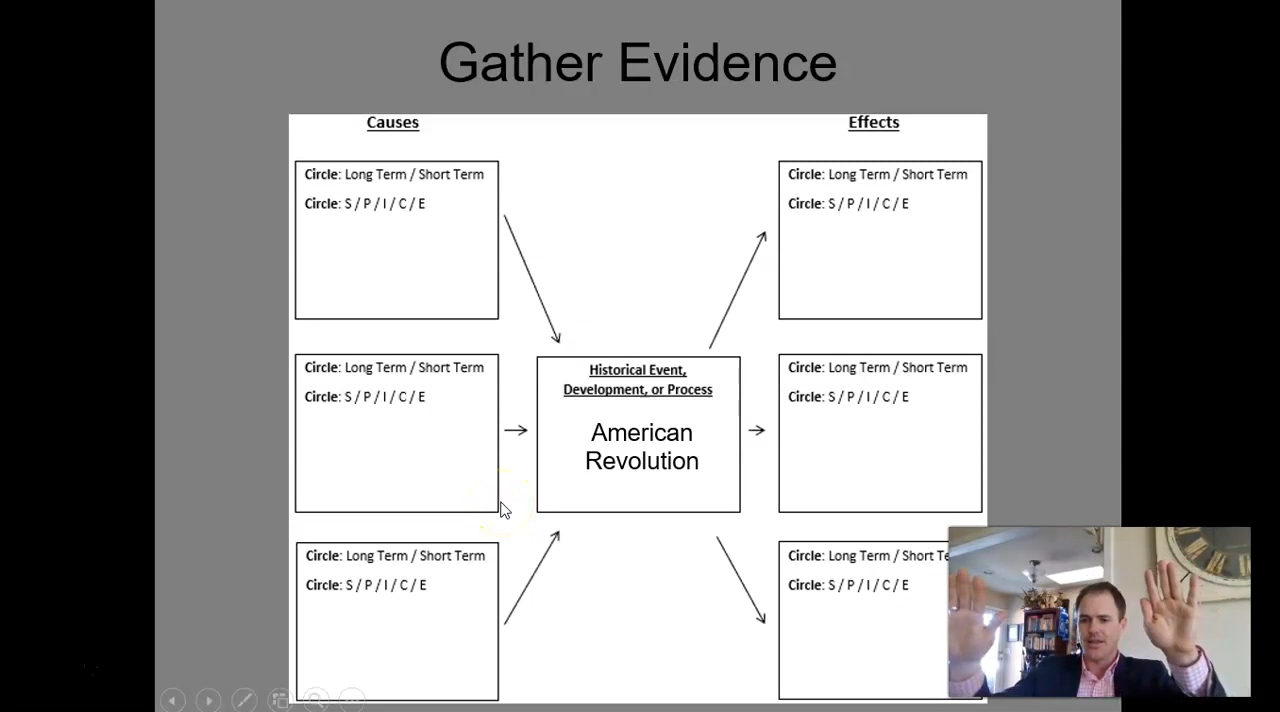 Gather Evidence
Causes
Effects
Circle: Long Term / Short Term
Circle: S / P / I / C / E
Circle: Long Term / Short Term
Circle: S / P / I / C / E
Circle: Long Term / Short Term
Circle: S / P / I / C / E
Historical Event,
Development, or Process
American
Revolution
Circle: Long Term / Short Term
Circle: S / P / I / C / E
Circle: Long Term / Short Term
Circle: S / P / I / C / E
Circle: Long Term / Short Te
Circle: S / P / I / C / E